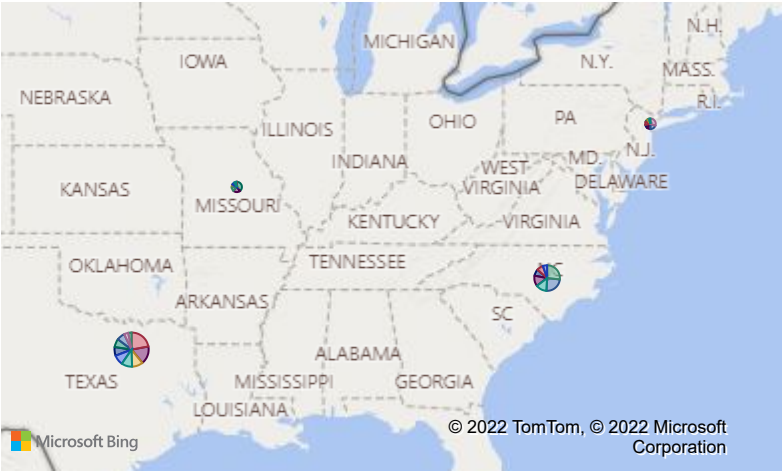 N.H.
MICHIGAN
IOWA
N.Y.
MASS.
NEBRASKA
R.I.
PA
OHIO
ILLINOIS
N.J.
INDIANA
MD.
WEST
VIRGINIA
DELAWARE
KANSAS
MISSOURI
KENTUCKY
VIRGINIA
TENNESSEE
OKLAHOMA
ARKANSAS
SC
ALABAMA
TEXAS
MISSISSIPPI
GEORGIA
LOUISIANA
© 2022 TomTom, © 2022 Microsoft
Corporation
Microsoft Bing